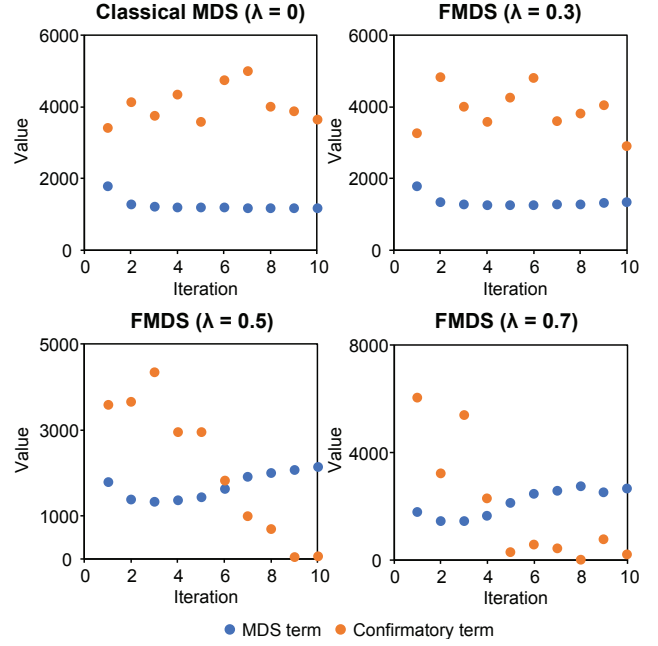 Classical MDS (λ = 0)
6000
4000
2000
0
Value
0 2 4 6 8 10
Iteration
FMDS (λ = 0.3)
6000
4000
2000
0
Value
0 2 4 6 8 10
Iteration
FMDS (λ = 0.5)
5000
3000
1000
0
Value
0 2 4 6 8 10
Iteration
FMDS (λ = 0.7)
8000
4000
0
Value
0 2 4 6 8 10
Iteration
MDS term Confirmatory term